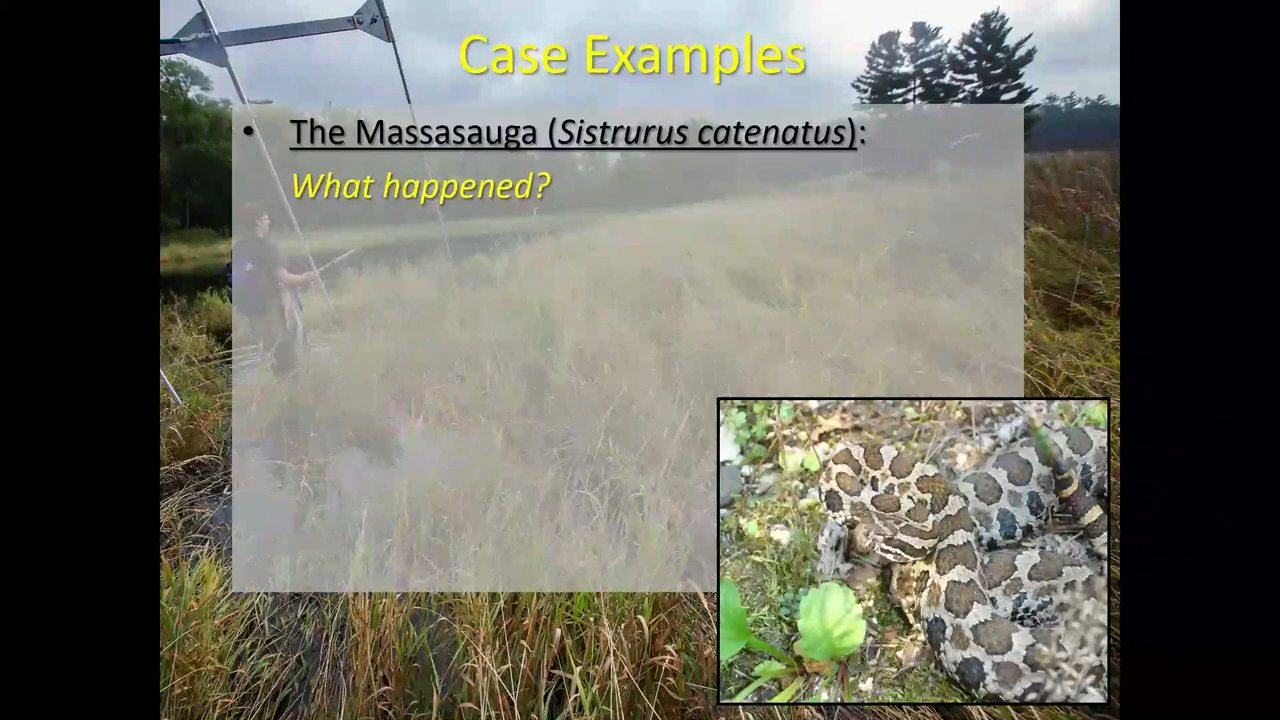 Case Examples
• The Massasauga (Sistrurus catenatus):
What happened?